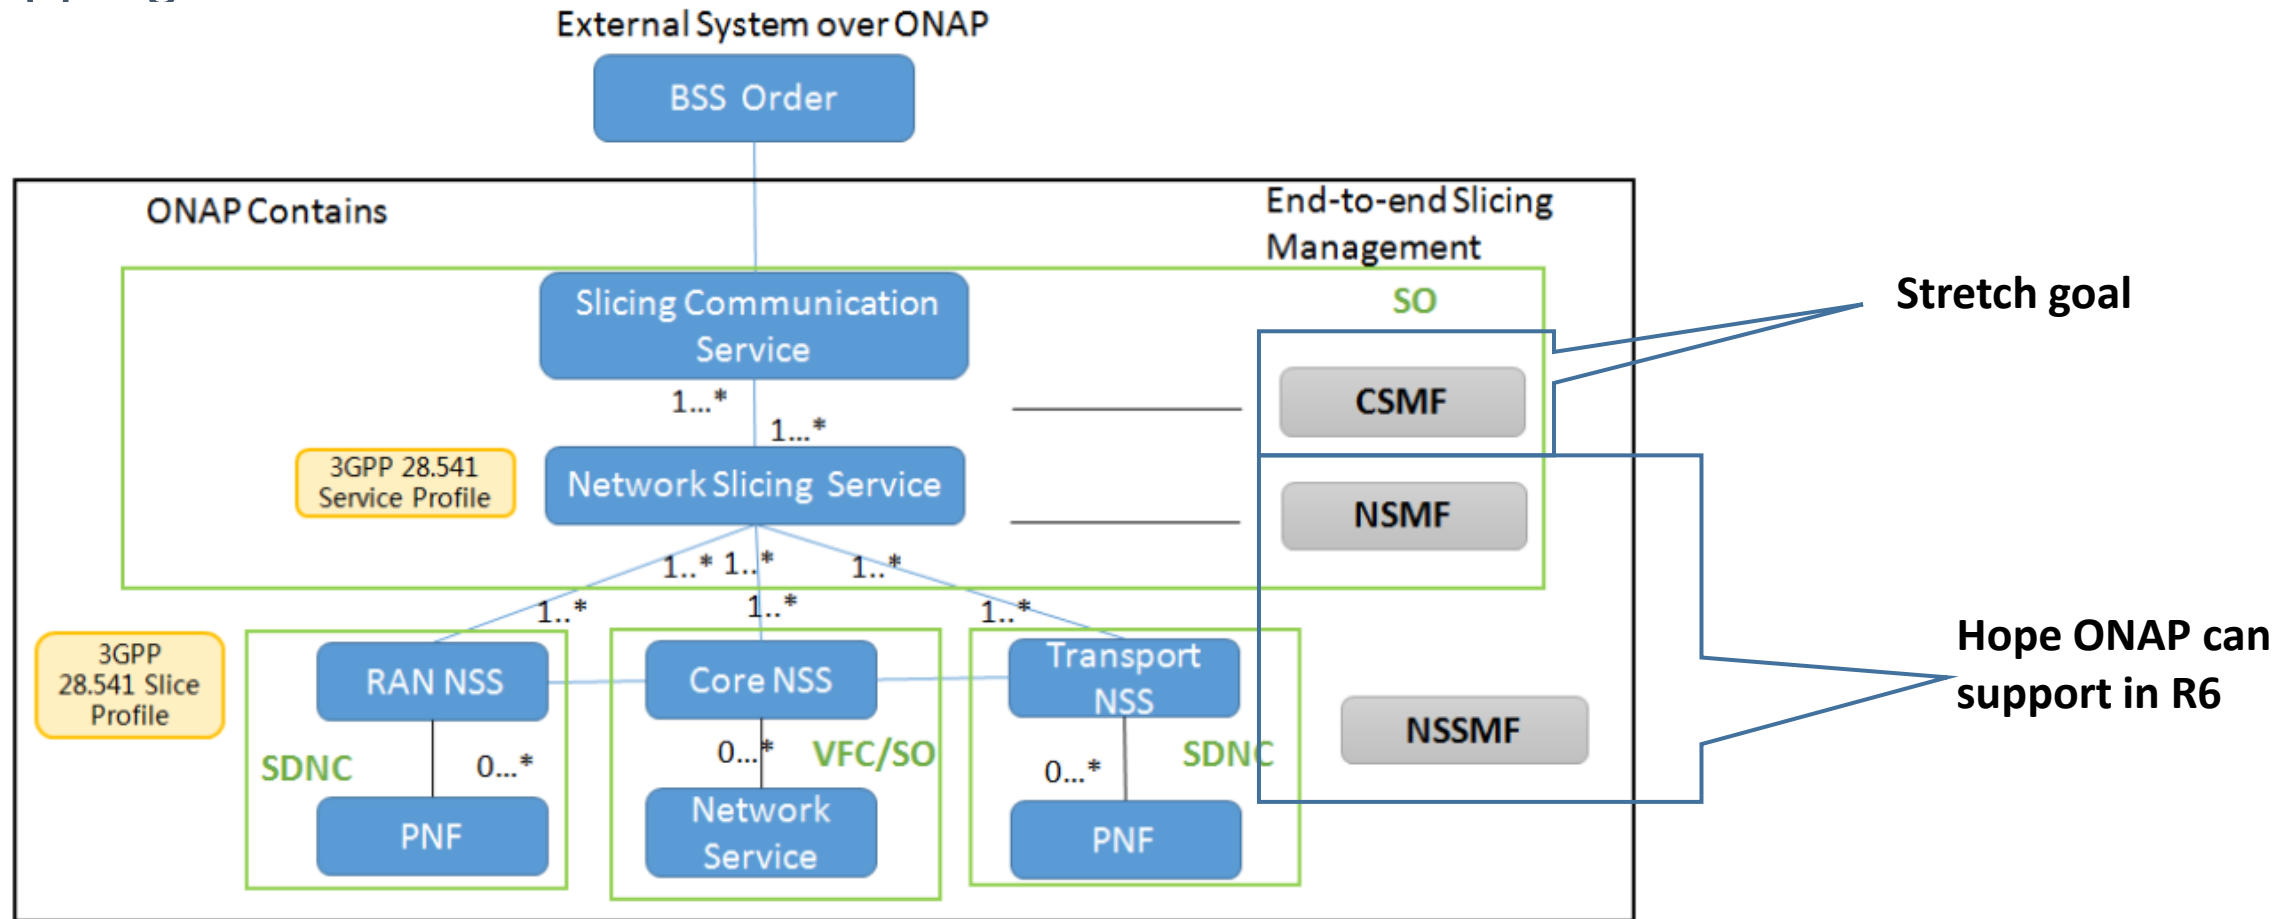 External System over ONAP
BSS Order
ONAP Contains
End-to-end Slicing
Management
SO
Slicing Communication
Service
Stretch goal
1...*
1...*
CSMF
3GPP 28.541
Service Profile
Network Slicing Service
NSMF
1..*
1..*
1..*
1..*
1..*
1..*
3GPP
28.541 Slice
Profile
RAN NSS
Core NSS
Transport
NSS
Hope ONAP can
support in R6
NSSMF
SDNC
0...*
0...*
VFC/SO
0...*
SDNC
PNF
Network
Service
PNF